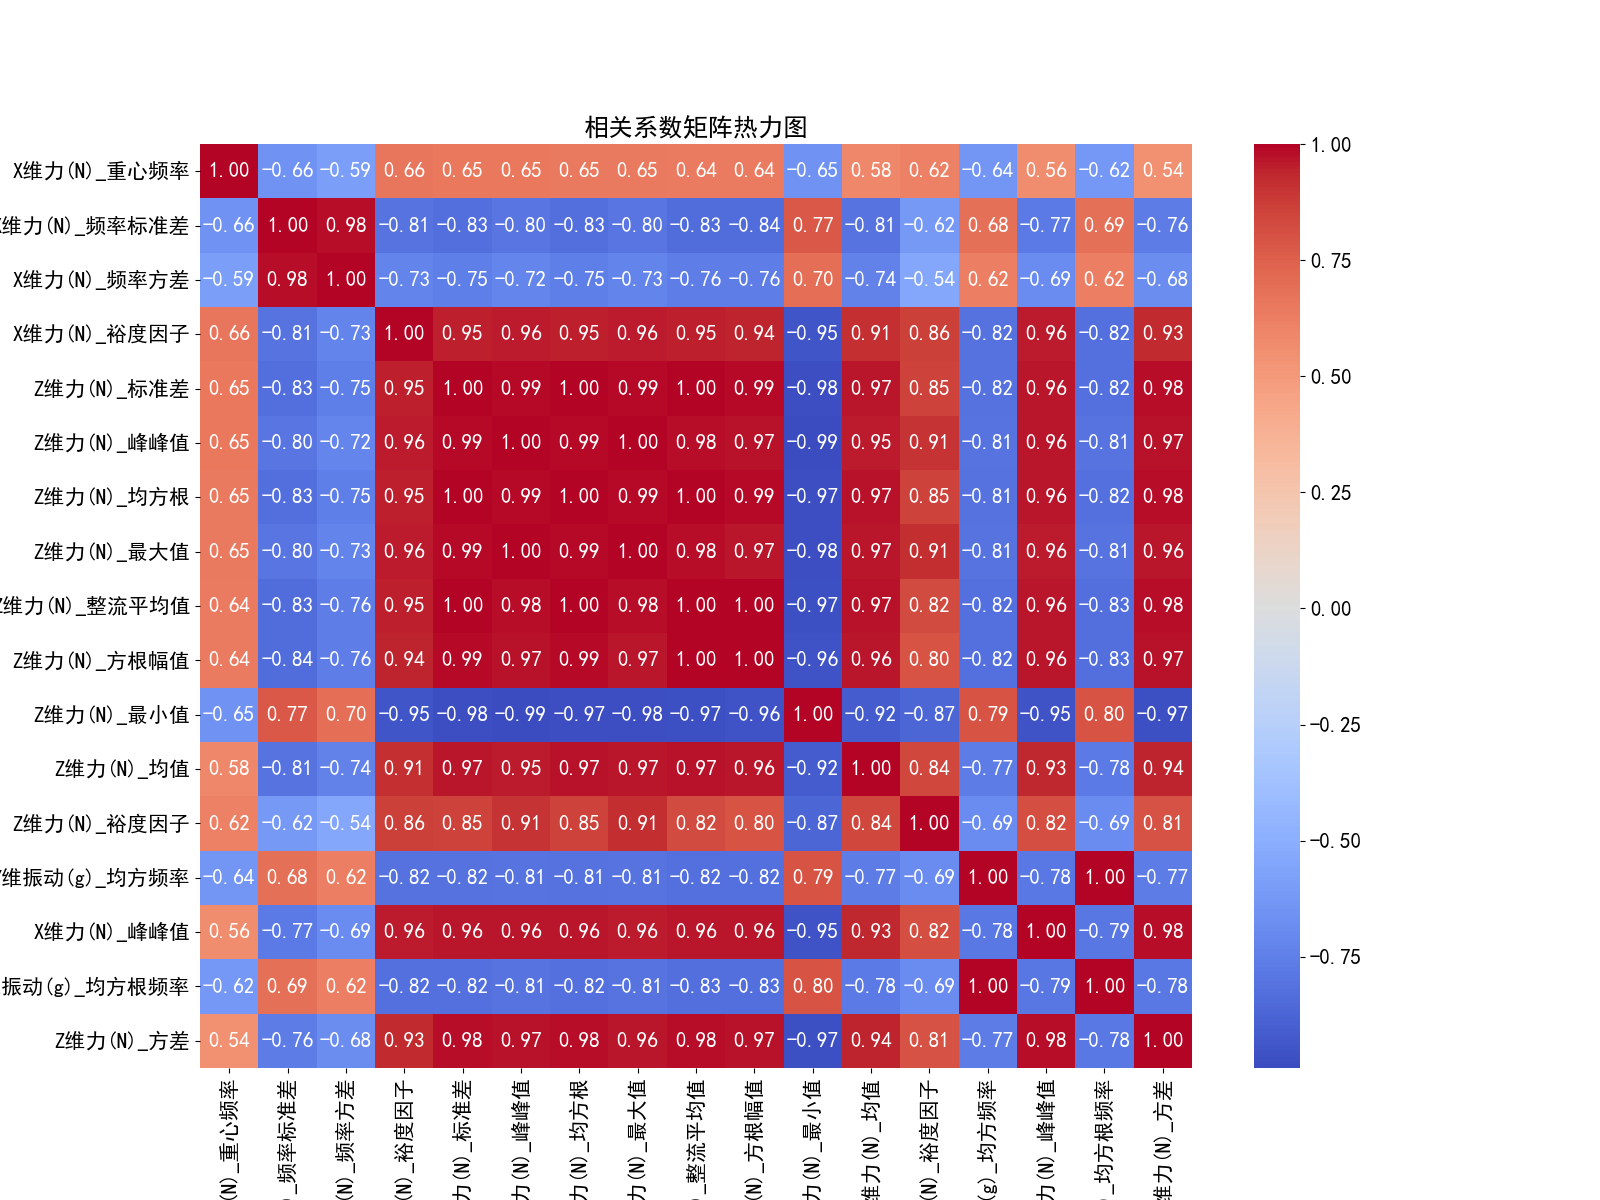 相关系数矩阵热力图
X维力(N)_重心频率 1.00 −0.66 −0.59 0.66 0.65 0.65 0.65 0.65 0.64 0.64 −0.65 0.58 0.62 −0.64 0.56 −0.62 0.54
维力(N)_频率标准差 −0.66 1.00 0.98 −0.81 −0.83 −0.80 −0.83 −0.80 −0.83 −0.84 0.77 −0.81 −0.62 0.68 −0.77 0.69 −0.76
X维力(N)_频率方差 −0.59 0.98 1.00 −0.73 −0.75 −0.72 −0.75 −0.73 −0.76 −0.76 0.70 −0.74 −0.54 0.62 −0.69 0.62 −0.68
X维力(N)_裕度因子 0.66 −0.81 −0.73 1.00 0.95 0.96 0.95 0.96 0.95 0.94 −0.95 0.91 0.86 −0.82 0.96 −0.82 0.93
Z维力(N)_标准差 0.65 −0.83 −0.75 0.95 1.00 0.99 1.00 0.99 1.00 0.99 −0.98 0.97 0.85 −0.82 0.96 −0.82 0.98
Z维力(N)_峰峰值 0.65 −0.80 −0.72 0.96 0.99 1.00 0.99 1.00 0.98 0.97 −0.99 0.95 0.91 −0.81 0.96 −0.81 0.97
Z维力(N)_均方根 0.65 −0.83 −0.75 0.95 1.00 0.99 1.00 0.99 1.00 0.99 −0.97 0.97 0.85 −0.81 0.96 −0.82 0.98
Z维力(N)_最大值 0.65 −0.80 −0.73 0.96 0.99 1.00 0.99 1.00 0.98 0.97 −0.98 0.97 0.91 −0.81 0.96 −0.81 0.96
Z维力(N)_整流平均值 0.64 −0.83 −0.76 0.95 1.00 0.98 1.00 0.98 1.00 1.00 −0.97 0.97 0.82 −0.82 0.96 −0.83 0.98
Z维力(N)_方根幅值 0.64 −0.84 −0.76 0.94 0.99 0.97 0.99 0.97 1.00 1.00 −0.96 0.96 0.80 −0.82 0.96 −0.83 0.97
Z维力(N)_最小值 −0.65 0.77 0.70 −0.95 −0.98 −0.99 −0.97 −0.98 −0.97 −0.96 1.00 −0.92 −0.87 0.79 −0.95 0.80 −0.97
Z维力(N)_均值 0.58 −0.81 −0.74 0.91 0.97 0.95 0.97 0.97 0.97 0.96 −0.92 1.00 0.84 −0.77 0.93 −0.78 0.94
Z维力(N)_裕度因子 0.62 −0.62 −0.54 0.86 0.85 0.91 0.85 0.91 0.82 0.80 −0.87 0.84 1.00 −0.69 0.82 −0.69 0.81
维振动(g)_均方频率 −0.64 0.68 0.62 −0.82 −0.82 −0.81 −0.81 −0.81 −0.82 −0.82 0.79 −0.77 −0.69 1.00 −0.78 1.00 −0.77
X维力(N)_峰峰值 0.56 −0.77 −0.69 0.96 0.96 0.96 0.96 0.96 0.96 0.96 −0.95 0.93 0.82 −0.78 1.00 −0.79 0.98
振动(g)_均方根频率 −0.62 0.69 0.62 −0.82 −0.82 −0.81 −0.82 −0.81 −0.83 −0.83 0.80 −0.78 −0.69 1.00 −0.79 1.00 −0.78
Z维力(N)_方差 0.54 −0.76 −0.68 0.93 0.98 0.97 0.98 0.96 0.98 0.97 −0.97 0.94 0.81 −0.77 0.98 −0.78 1.00
(N)_重心频率
)_频率标准差
(N)_频率方差
(N)_裕度因子
力(N)_标准差
力(N)_峰峰值
力(N)_均方根
力(N)_最大值
)_整流平均值
(N)_方根幅值
力(N)_最小值
维力(N)_均值
(N)_裕度因子
(g)_均方频率
力(N)_峰峰值
)_均方根频率
维力(N)_方差
1.00
0.75
0.50
0.25
0.00
−0.25
−0.50
−0.75